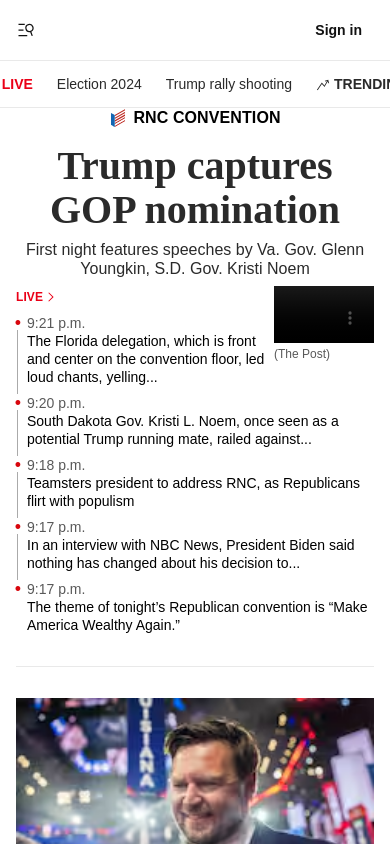 Sign in
LIVE Election 2024 Trump rally shooting
RNC CONVENTION
Trump captures
GOP nomination
First night features speeches by Va. Gov. Glenn
Youngkin, S.D. Gov. Kristi Noem
LIVE
(The Post)
9:21 p.m.
The Florida delegation, which is front
and center on the convention floor, led
loud chants, yelling...
9:20 p.m.
South Dakota Gov. Kristi L. Noem, once seen as a
potential Trump running mate, railed against...
9:18 p.m.
Teamsters president to address RNC, as Republicans
flirt with populism
9:17 p.m.
In an interview with NBC News, President Biden said
nothing has changed about his decision to...
9:17 p.m.
The theme of tonight’s Republican convention is “Make
America Wealthy Again.”